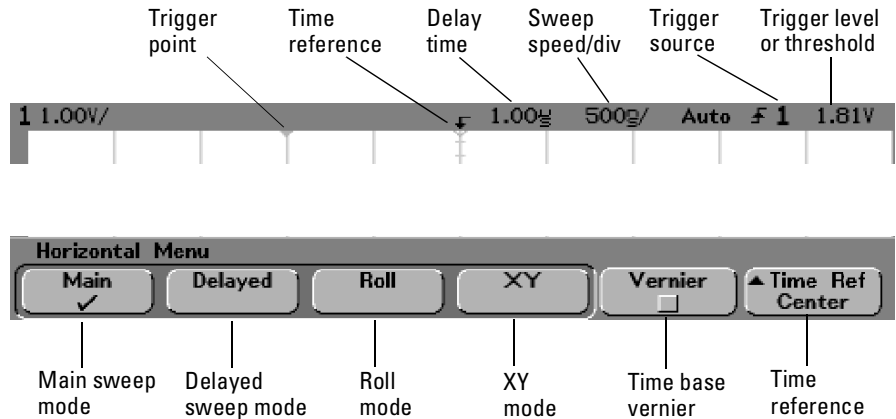 Trigger point
Time reference
Delay time
Sweep speed/div
Trigger source
Trigger level or threshold
1 1.00V/ 1.00us 500ns/ Auto 1 1.81V
Horizontal Menu
Main
Delayed
Roll
XY
Vernier
Time Ref
Center
Main sweep mode
Delayed sweep mode
Roll mode
XY mode
Time base vernier
Time reference